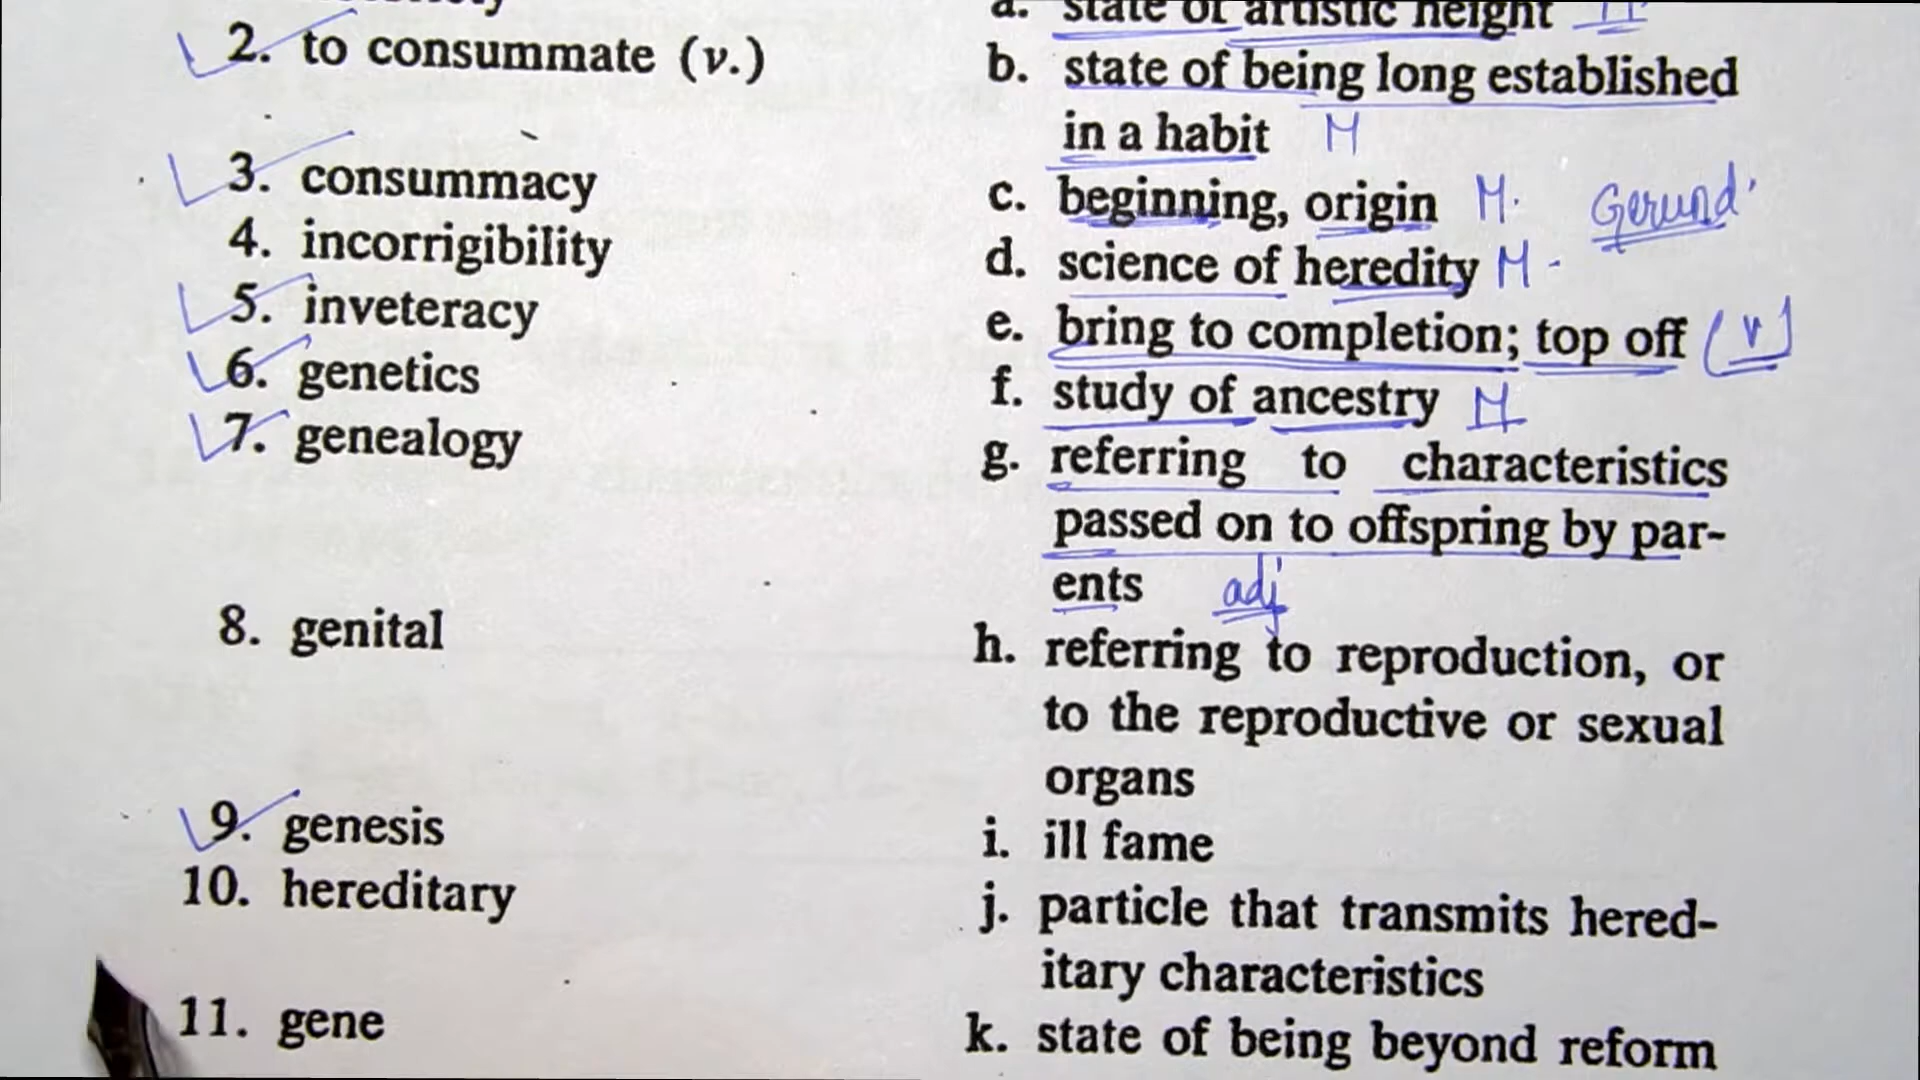 2. to consummate (v.)
3. consummacy
4. incorrigibility
5. inveteracy
6. genetics
7. genealogy
8. genital
9. genesis
10. hereditary
11. gene
a. state of artistic height
b. state of being long established
in a habit
c. beginning, origin Gerund
d. science of heredity
e. bring to completion; top off (v)
f. study of ancestry
g. referring to characteristics
passed on to offspring by par-
ents adj
h. referring to reproduction, or
to the reproductive or sexual
organs
i. ill fame
j. particle that transmits hered-
itary characteristics
k. state of being beyond reform